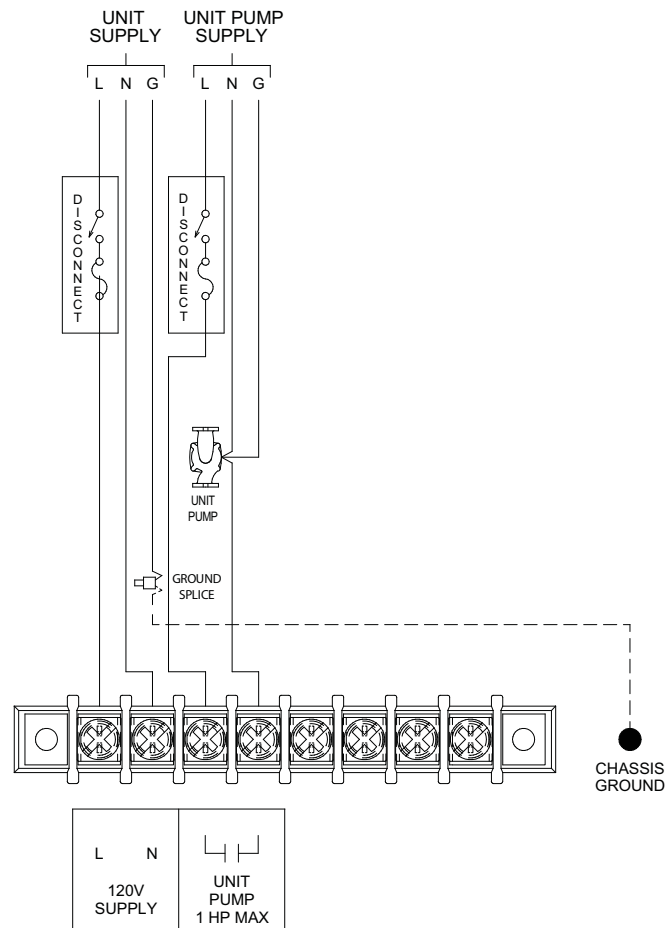 UNIT
SUPPLY
UNIT PUMP
SUPPLY
L N G
L N G
DISCONNECT
DISCONNECT
UNIT
PUMP
GROUND
SPLICE
CHASSIS
GROUND
L N
120V
SUPPLY
UNIT
PUMP
1 HP MAX